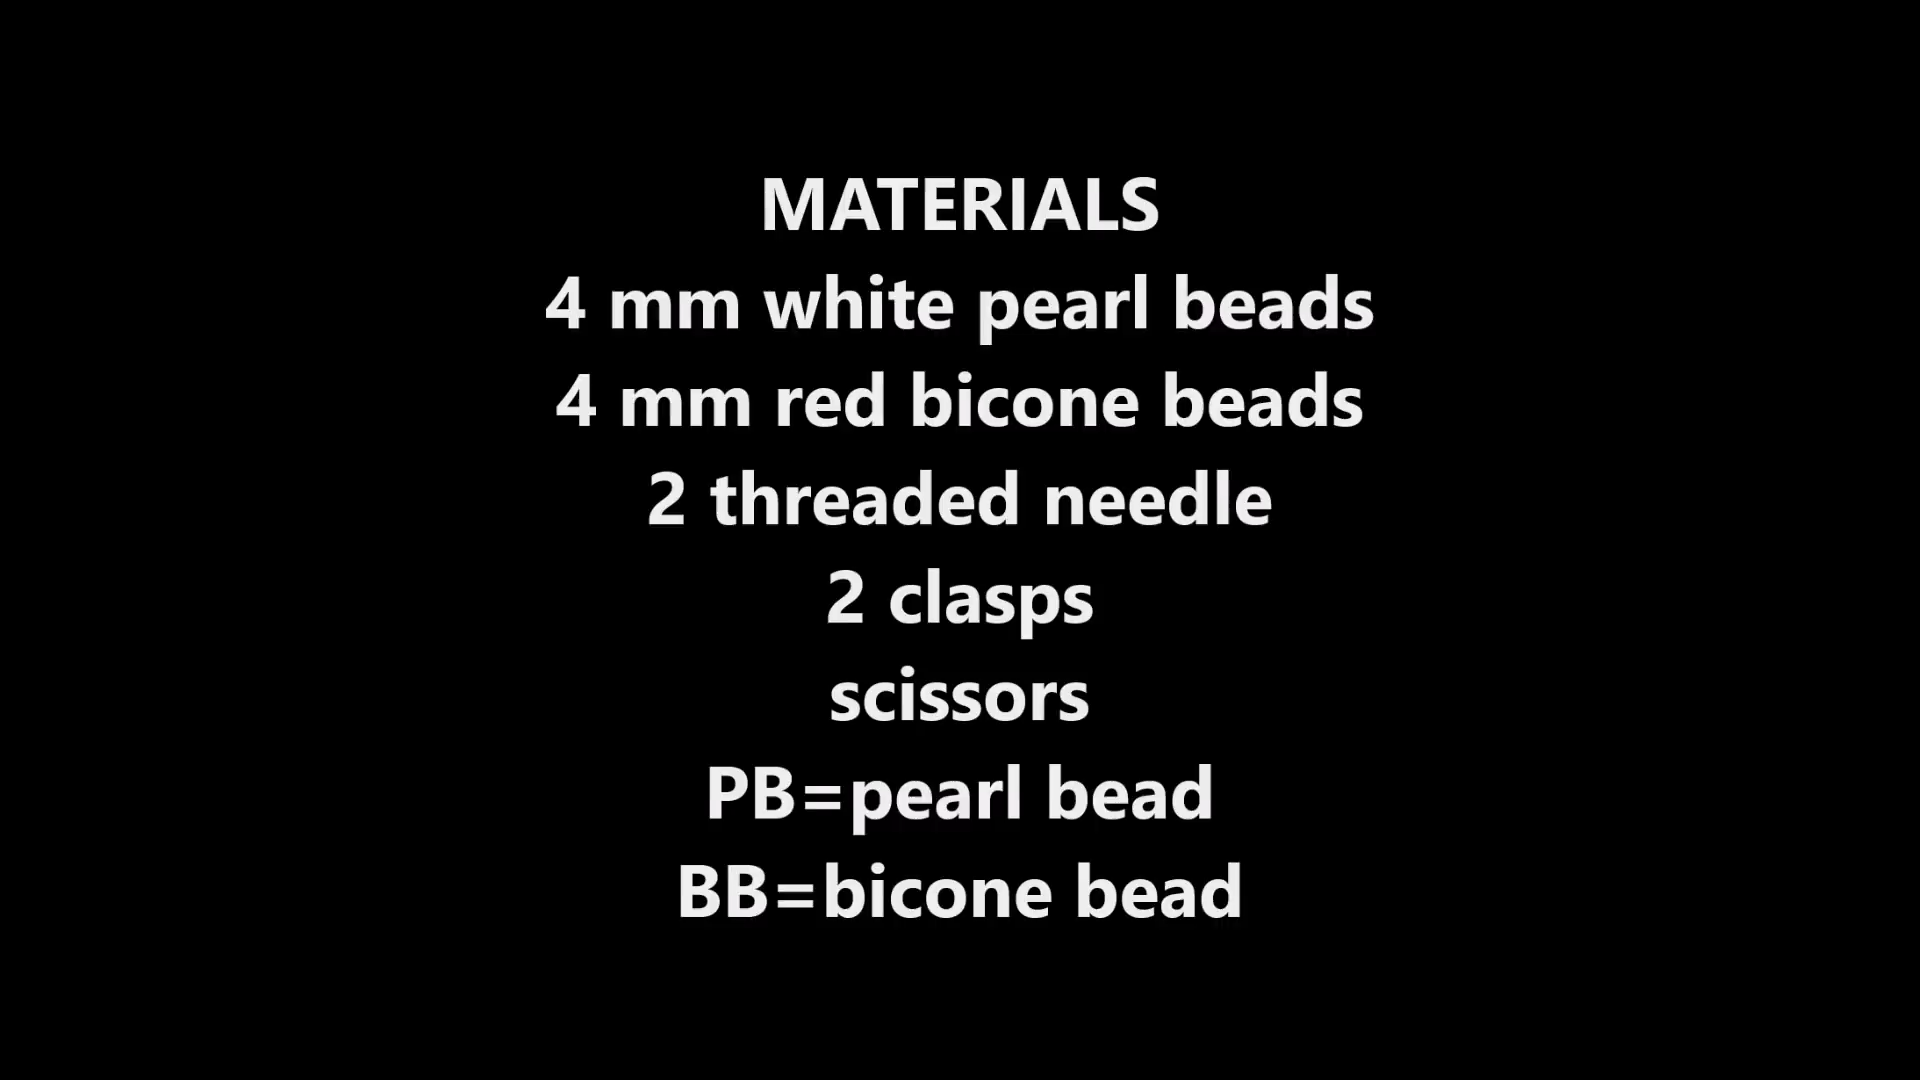 MATERIALS
4 mm white pearl beads
4 mm red bicone beads
2 threaded needle
2 clasps
scissors
PB=pearl bead
BB=bicone bead